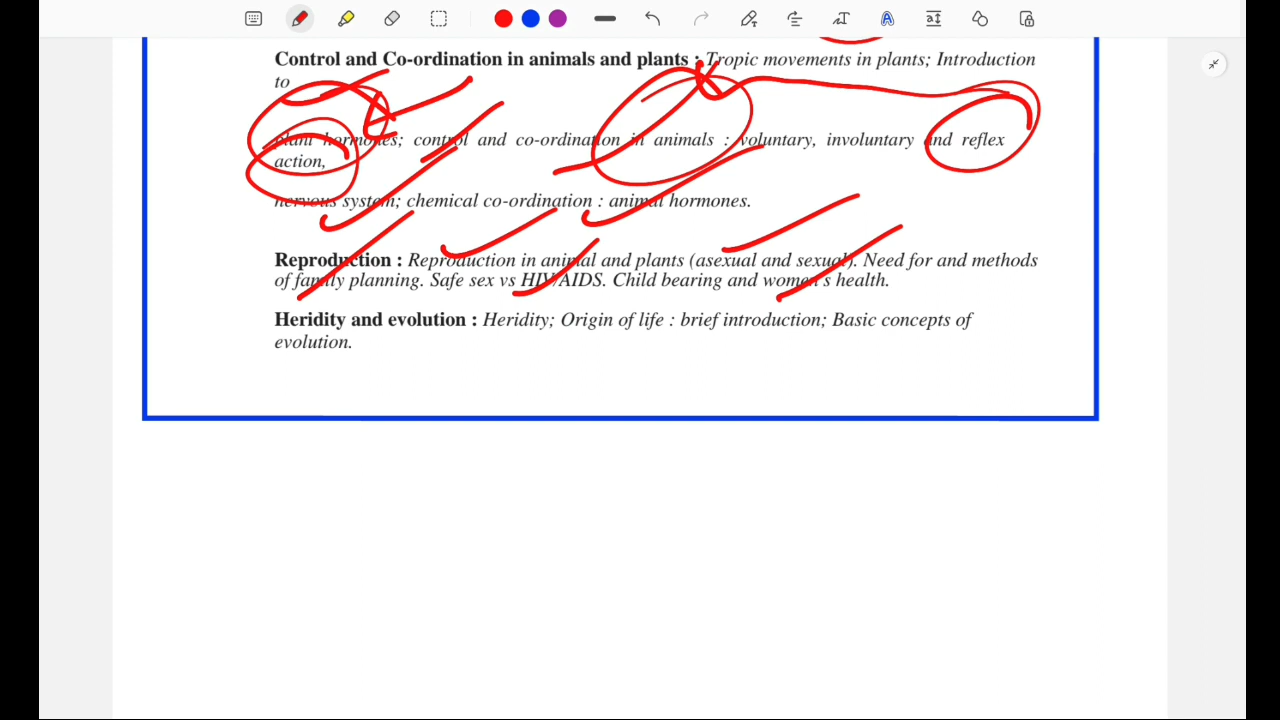 Control and Co-ordination in animals and plants : Tropic movements in plants; Introduction
to
plant hormones; control and co-ordination in animals : voluntary, involuntary and reflex
action,
nervous system; chemical co-ordination : animal hormones.
Reproduction : Reproduction in animal and plants (asexual and sexual). Need for and methods
of family planning. Safe sex vs HIV/AIDS. Child bearing and women's health.
Heridity and evolution : Heridity; Origin of life : brief introduction; Basic concepts of
evolution.